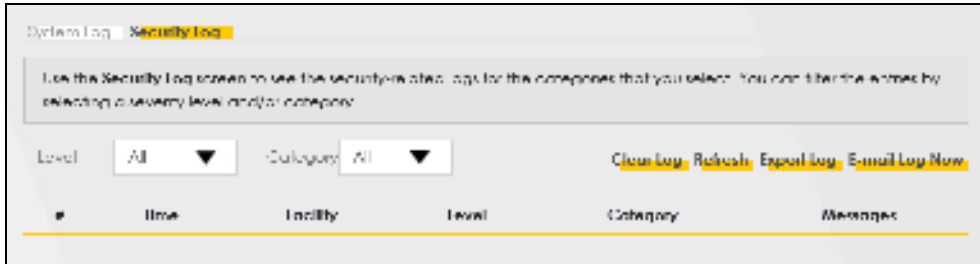 System Log Security Log
Use the Security Log screen to see the security-related logs for the categories that you select. You can filter the entries by
selecting a severity level and/or category.
Level All Category All Clear Log Refresh Export Log E-mail Log Now
# Time Facility Level Category Messages